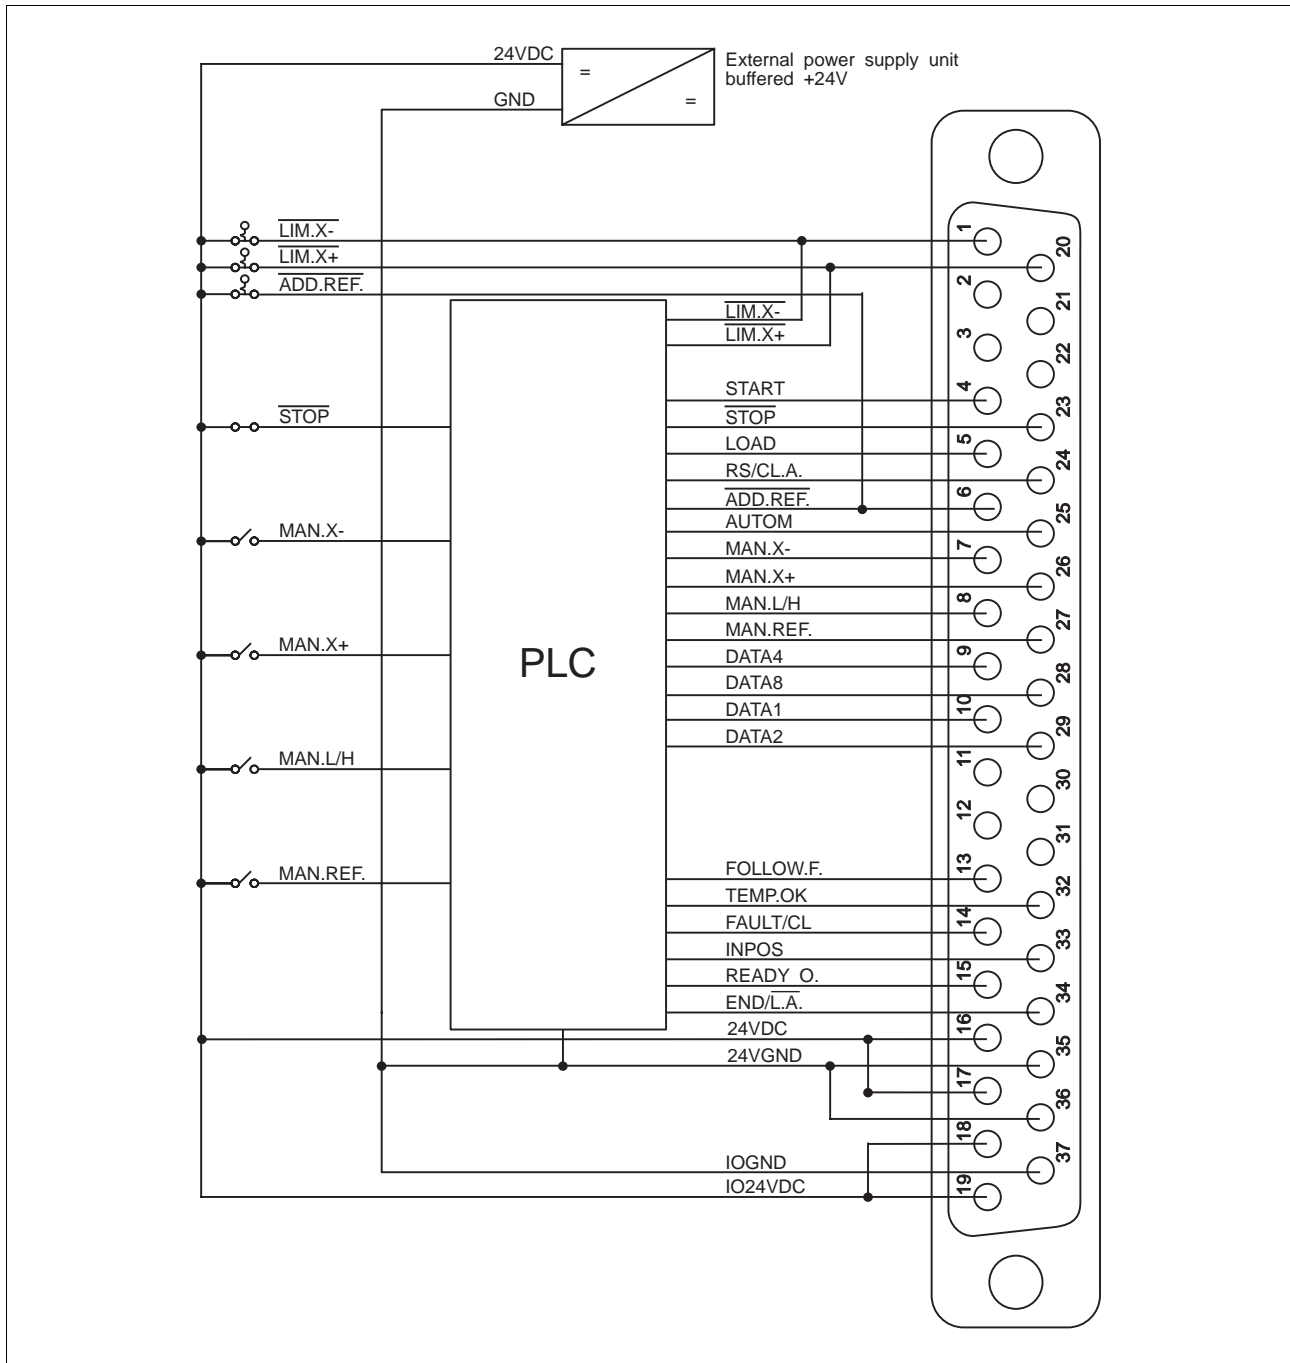 24VDC
GND
=
=
External power supply unit
buffered +24V
LIM.X-
LIM.X+
ADD.REF.
STOP
MAN.X-
MAN.X+
MAN.L/H
MAN.REF.
PLC
LIM.X-
LIM.X+
START
STOP
LOAD
RS/CL.A.
ADD.REF.
AUTOM
MAN.X-
MAN.X+
MAN.L/H
MAN.REF.
DATA4
DATA8
DATA1
DATA2
FOLLOW.F.
TEMP.OK
FAULT/CL
INPOS
READY O.
END/L.A.
24VDC
24VGND
IOGND
IO24VDC
1
2
3
4
5
6
7
8
9
10
11
12
13
14
15
16
17
18
19
20
21
22
23
24
25
26
27
28
29
30
31
32
33
34
35
36
37